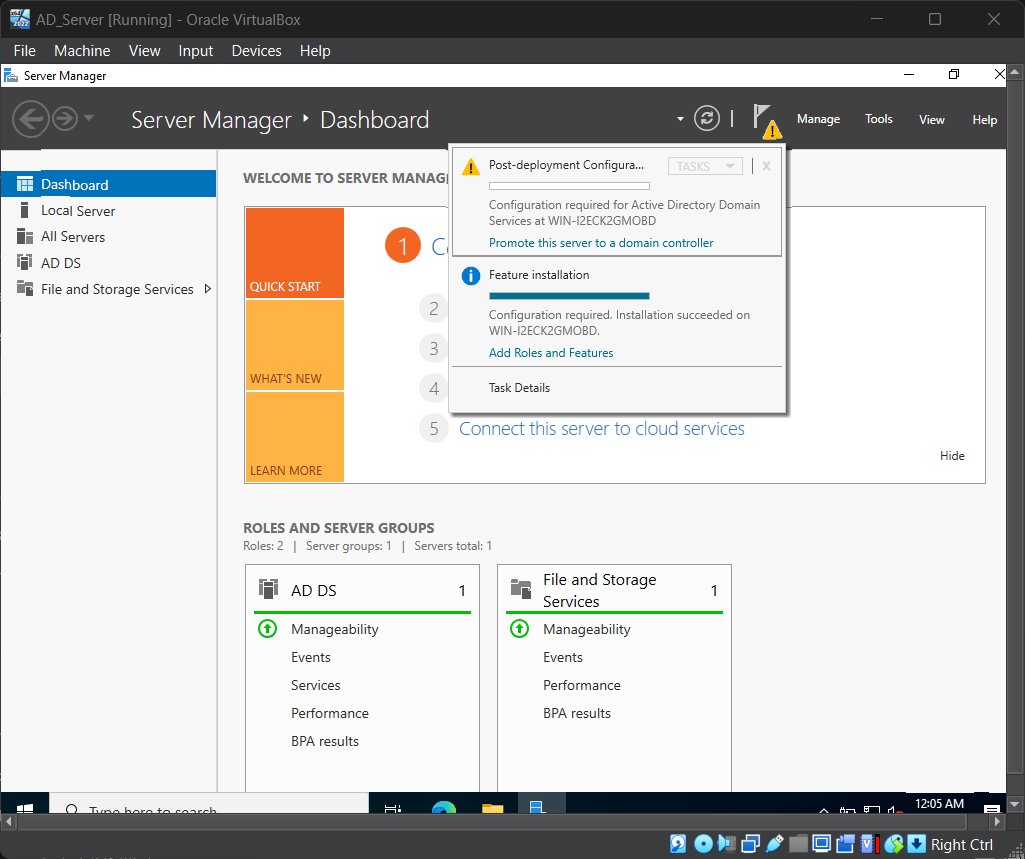 AD_Server [Running] - Oracle VirtualBox
File Machine View Input Devices Help
Server Manager
Server Manager Dashboard
Manage Tools View Help
Dashboard
Local Server
All Servers
AD DS
File and Storage Services
WELCOME TO SERVER MANAG
QUICK START
WHAT'S NEW
LEARN MORE
1
2
3
4
5 Connect this server to cloud services
Hide
Post-deployment Configura...
TASKS
Configuration required for Active Directory Domain
Services at WIN-I2ECK2GMOBD
Promote this server to a domain controller
Feature installation
Configuration required. Installation succeeded on
WIN-I2ECK2GMOBD.
Add Roles and Features
Task Details
ROLES AND SERVER GROUPS
Roles: 2 | Server groups: 1 | Servers total: 1
AD DS 1
Manageability
Events
Services
Performance
BPA results
File and Storage
Services
1
Manageability
Events
Performance
BPA results
Type here to search
12:05 AM
Right Ctrl